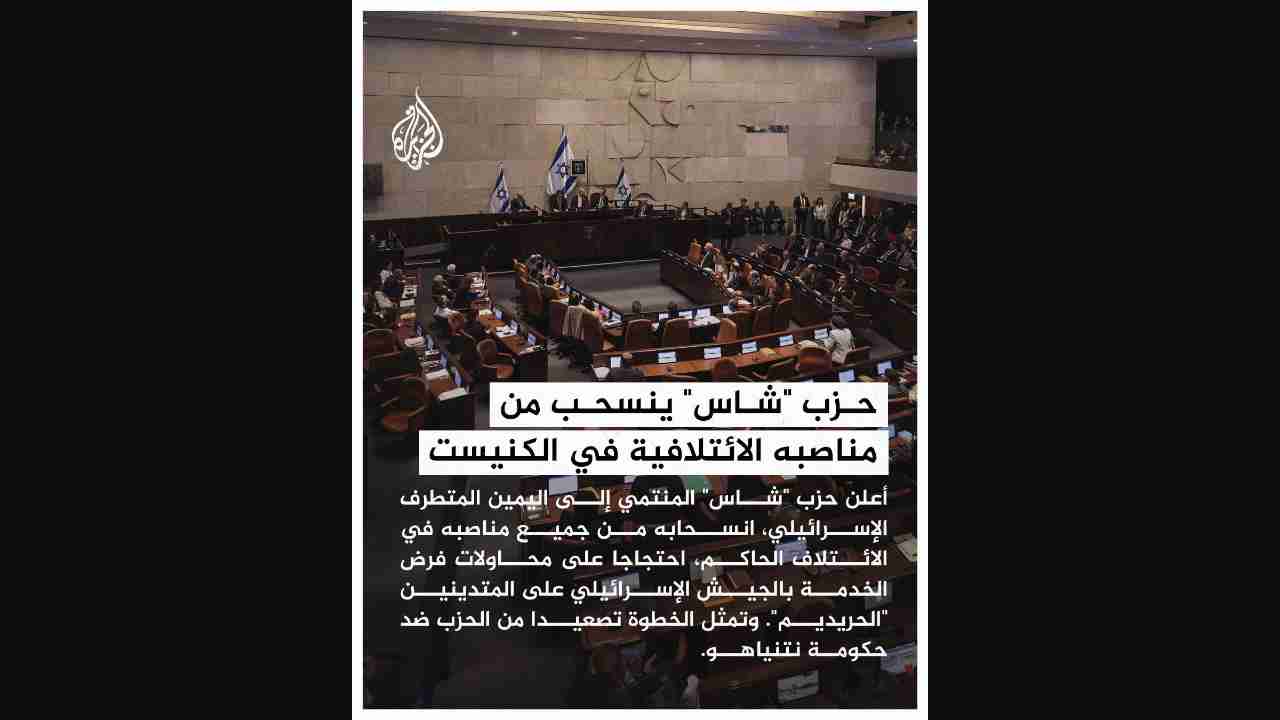 الجزيرة
حزب "شاس" ينسحب من
مناصبه الائتلافية في الكنيست
أعلن حزب "شاس" المنتمي إلى اليمين المتطرف
الإسرائيلي، انسحابه من جميع مناصبه في
الائتلاف الحاكم، احتجاجا على محاولات فرض
الخدمة بالجيش الإسرائيلي على المتدينين
"الحريديم". وتمثل الخطوة تصعيدا من الحزب ضد
حكومة نتنياهو.